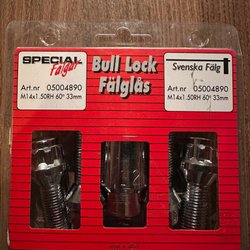 SPECIAL
Fälgar
Art.nr 05004890
M14x1.50RH 60° 33mm
Bull Lock
Fälglås
Svenska Fälg
Art.nr 05004890
M14x1.50RH 60° 33mm